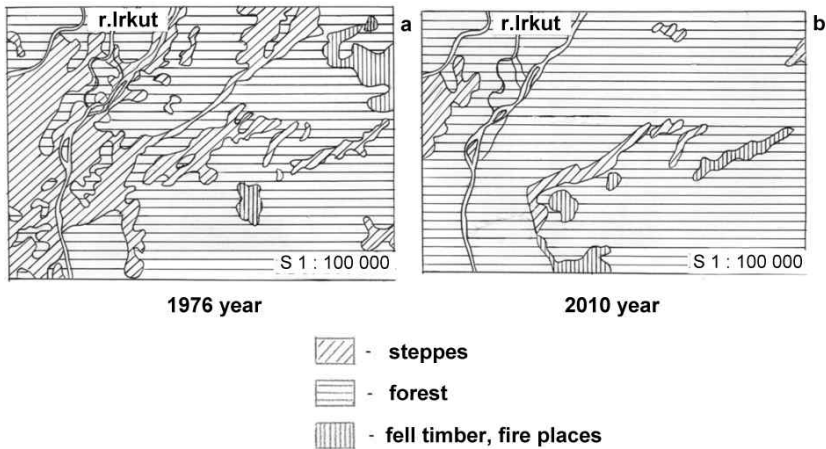 r.Irkut
a
r.Irkut
b
S 1 : 100 000
S 1 : 100 000
1976 year
2010 year
- steppes
- forest
- fell timber, fire places